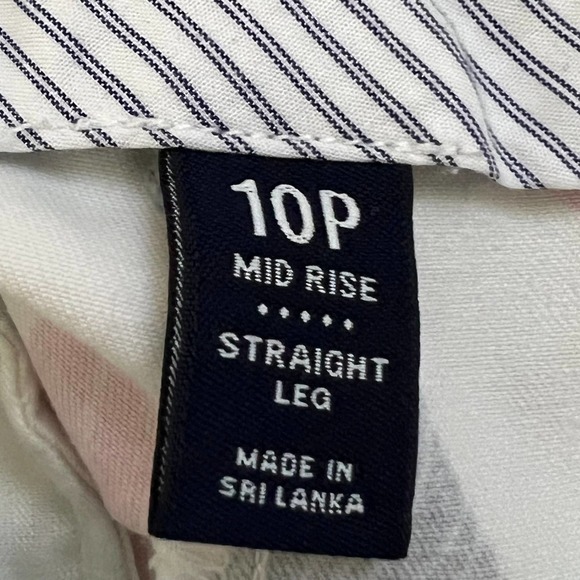 10P
MID RISE
STRAIGHT
LEG
MADE IN
SRI LANKA